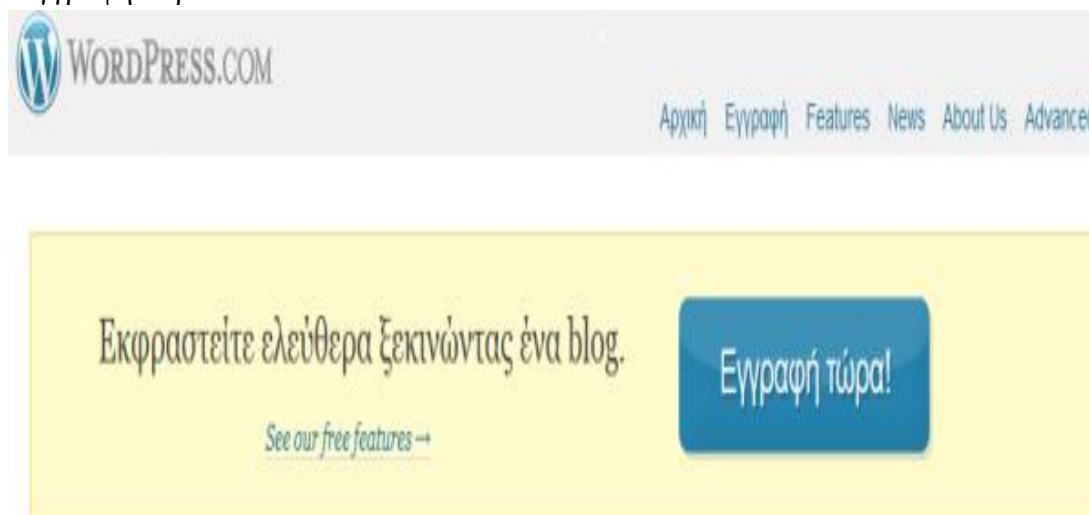 WORDPRESS.COM
Αρχική Εγγραφή Features News About Us Advanced
Εκφραστείτε ελεύθερα ξεκινώντας ένα blog.
Εγγραφή τώρα!
See our free features →